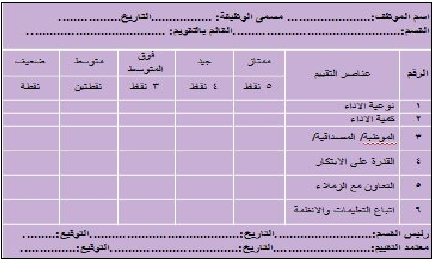 اسم الموظف:.................... مسمى الوظيفة: ..............التاريخ................
القسم:........................................القائم بالتقويم:........................
الرقم عناصر التقييم ممتاز جيد فوق المتوسط متوسط ضعيف
٥ نقاط ٤ نقاط ٣ نقاط نقطتين نقطة
١ نوعية الاداء
٢ كمية الاداء
٣ /المصداقية/
٤ القدرة على الابتكار
٥ التعاون مع الزملاء
٦ اتباع التعليمات والانظمة
رئيس القسم:........................التاريخ:....................التوقيع:..........
معتمد التقييم:......................التاريخ:....................التوقيع:..........